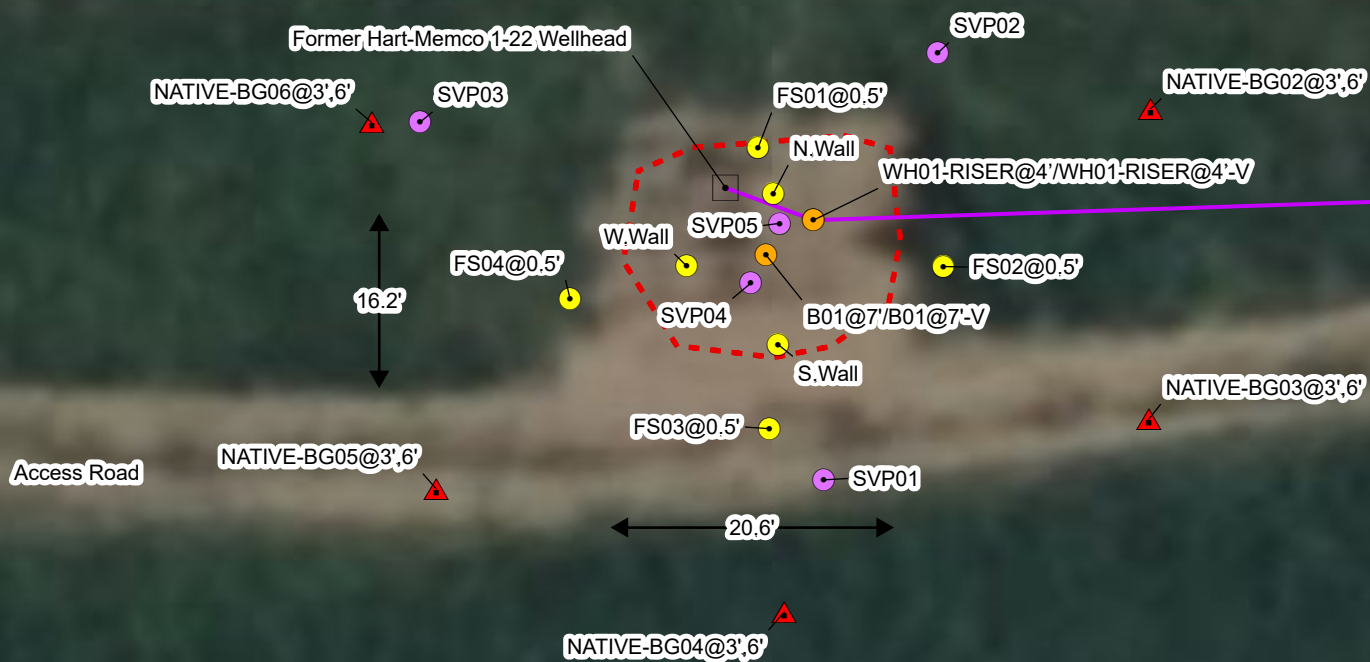 SVP02
Former Hart-Memco 1-22 Wellhead
NATIVE-BG06@3',6'
SVP03
FS01@0.5'
NATIVE-BG02@3',6'
N.Wall
WH01-RISER@4'/WH01-RISER@4'-V
SVP05
W.Wall
FS04@0.5'
FS02@0.5'
16.2'
SVP04
B01@7'/B01@7'-V
S.Wall
NATIVE-BG03@3',6'
FS03@0.5'
NATIVE-BG05@3',6'
Access Road
SVP01
20.6'
NATIVE-BG04@3',6'